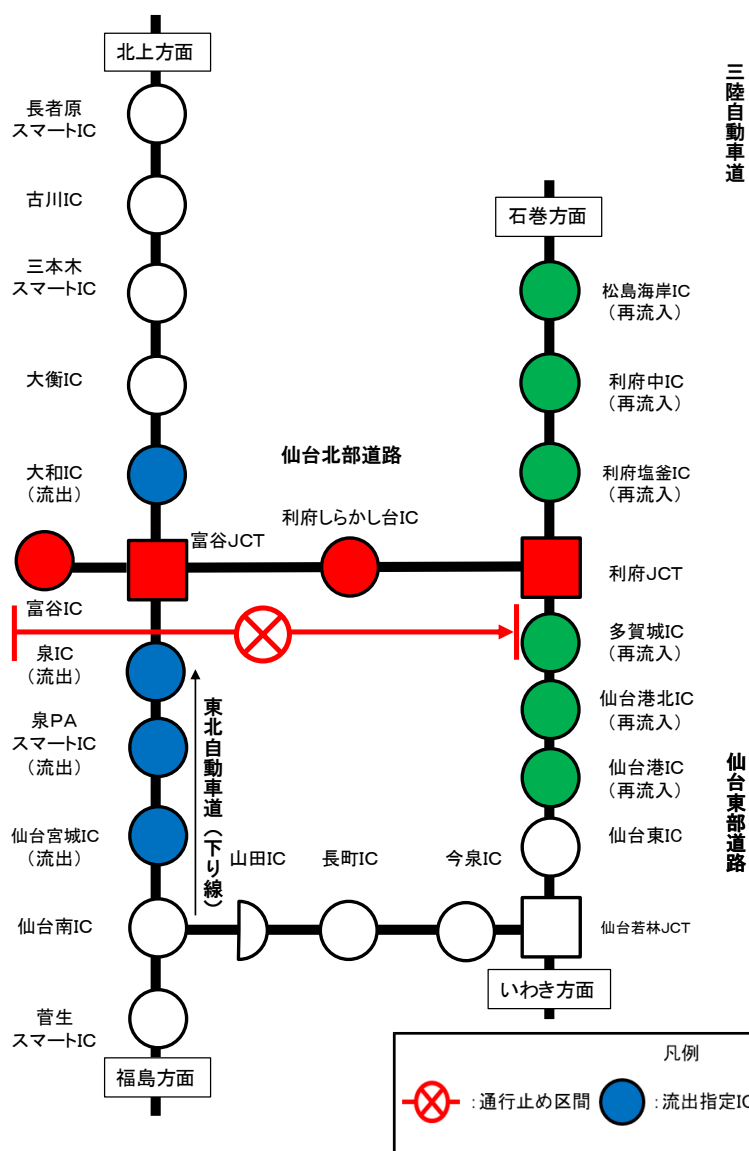 北上方面
長者原
スマートIC
古川IC
三本木
スマートIC
大衡IC
大和IC
（流出）
富谷JCT
富谷IC
泉IC
（流出）
泉PA
スマートIC
（流出）
仙台宮城IC
（流出）
仙台南IC
菅生
スマートIC
福島方面
東北自動車道（下り線）
仙台北部道路
利府しらかし台IC
山田IC
長町IC
今泉IC
三陸自動車道
石巻方面
松島海岸IC
（再流入）
利府中IC
（再流入）
利府塩釜IC
（再流入）
利府JCT
多賀城IC
（再流入）
仙台港北IC
（再流入）
仙台港IC
（再流入）
仙台東IC
仙台若林JCT
いわき方面
仙台東部道路
凡例
：通行止め区間
：流出指定IC